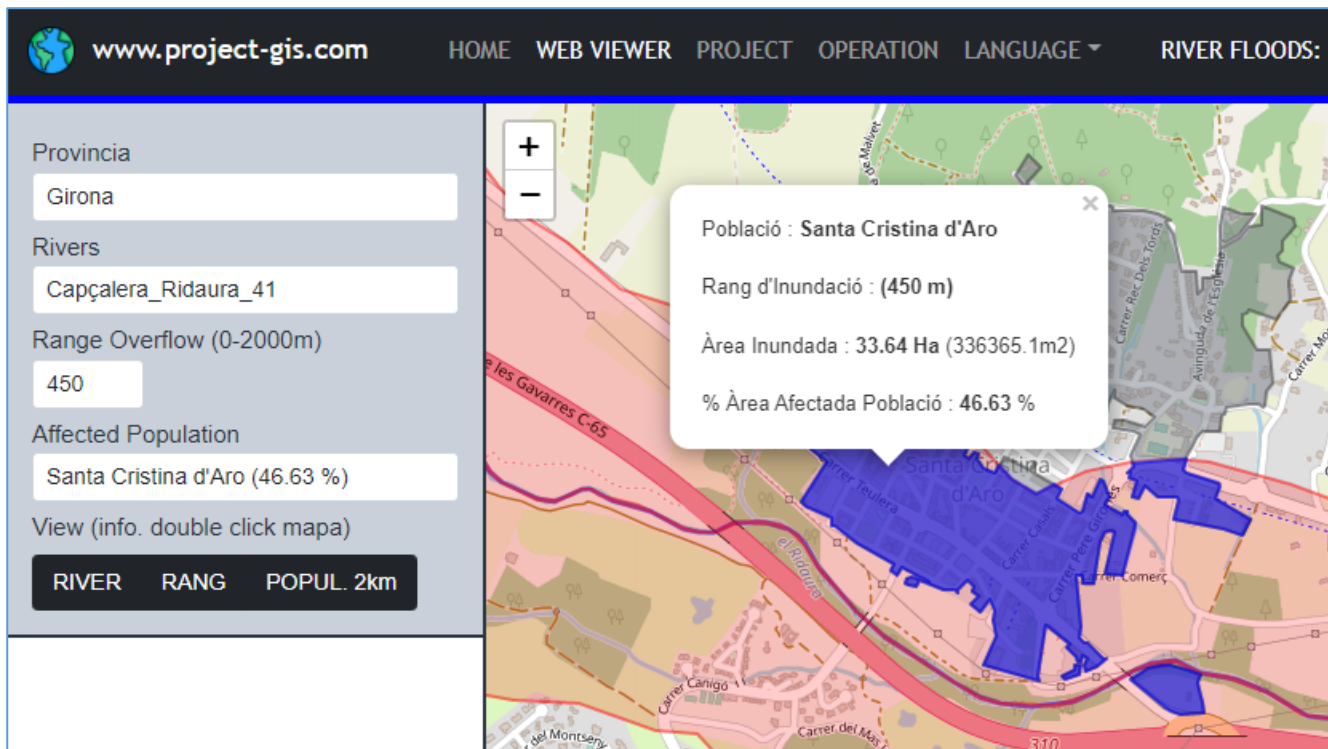 www.project-gis.com HOME WEB VIEWER PROJECT OPERATION LANGUAGE RIVER FLOODS:
Provincia
Girona
Rivers
Capçalera_Ridaura_41
Range Overflow (0-2000m)
450
Affected Population
Santa Cristina d'Aro (46.63 %)
View (info. double click mapa)
RIVER RANG POPUL. 2km
+
−
×
Població : Santa Cristina d'Aro
Rang d'Inundació : (450 m)
Àrea Inundada : 33.64 Ha (336365.1m2)
% Àrea Afectada Població : 46.63 %
de Malvet
Carrer Rec Dels Tords
Avinguda de l'Església
Carrer Mo
e les Gavarres C-65
Santa Cristina
d'Aro
Carrer Teulera
Carrer Casals
Carrer Pere Gironès
Carrer Comerç
el Ridaura
Carrer Canigó
Carrer del Mas
del Montseny
310